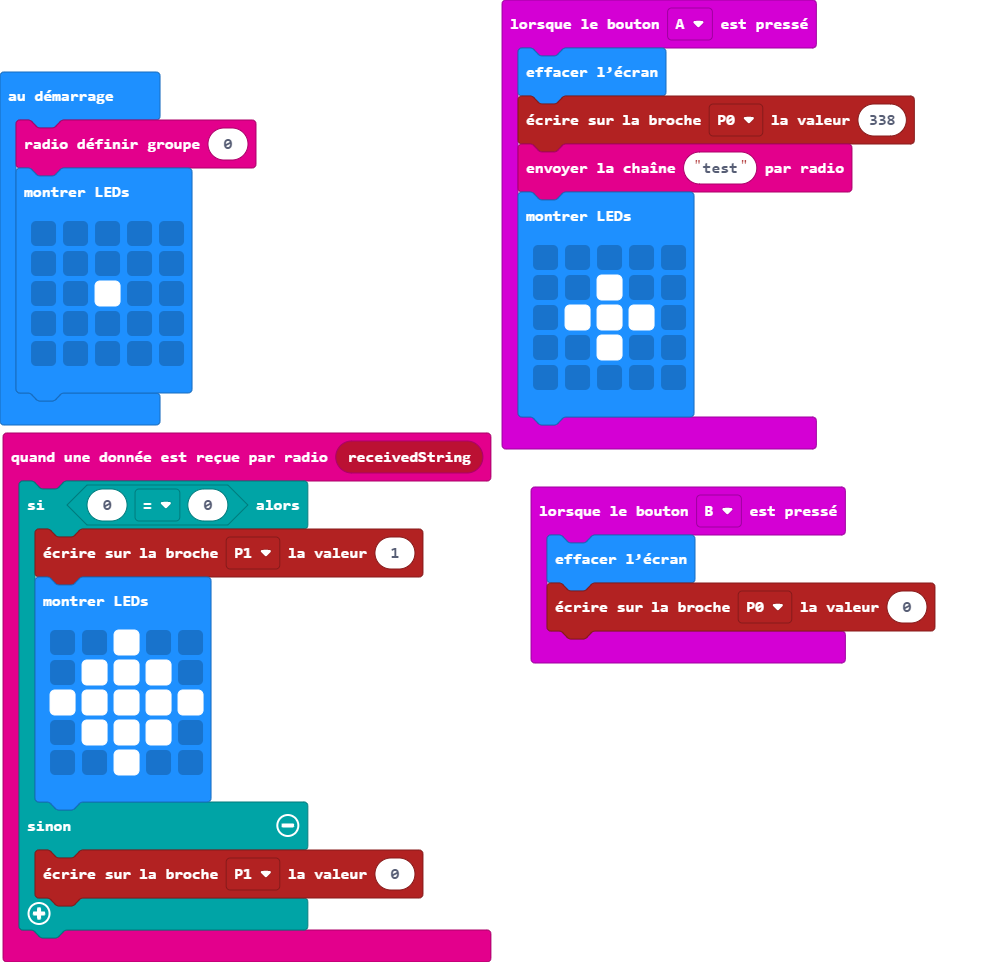 au démarrage
radio définir groupe 0
montrer LEDs
lorsque le bouton A est pressé
effacer l’écran
écrire sur la broche P0 la valeur 338
envoyer la chaîne "test" par radio
montrer LEDs
quand une donnée est reçue par radio receivedString
si 0 = 0 alors
écrire sur la broche P1 la valeur 1
montrer LEDs
sinon
écrire sur la broche P1 la valeur 0
lorsque le bouton B est pressé
effacer l’écran
écrire sur la broche P0 la valeur 0